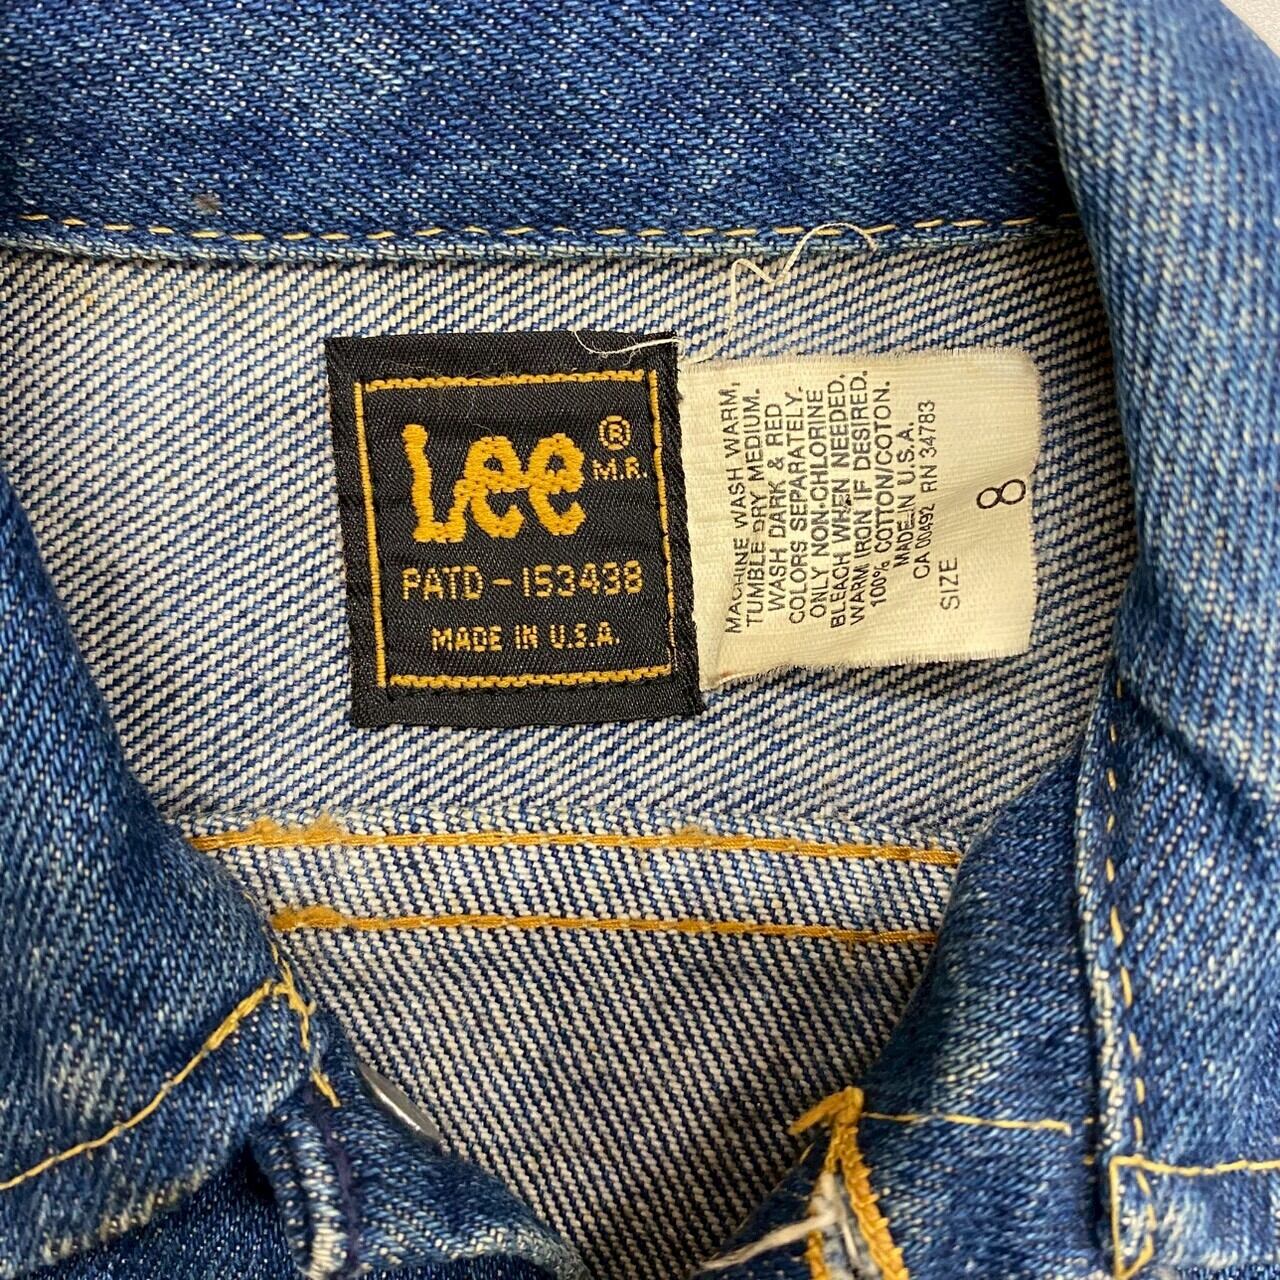 Lee ®
M.R.
PATD-153438
MADE IN U.S.A.
MACHINE WASH WARM,
TUMBLE DRY MEDIUM.
WASH DARK & RED
COLORS SEPARATELY.
ONLY NON-CHLORINE
BLEACH WHEN NEEDED.
WARM IRON IF DESIRED.
100% COTTON/COTON.
MADE IN U.S.A.
CA 00492 RN 34783
SIZE 8